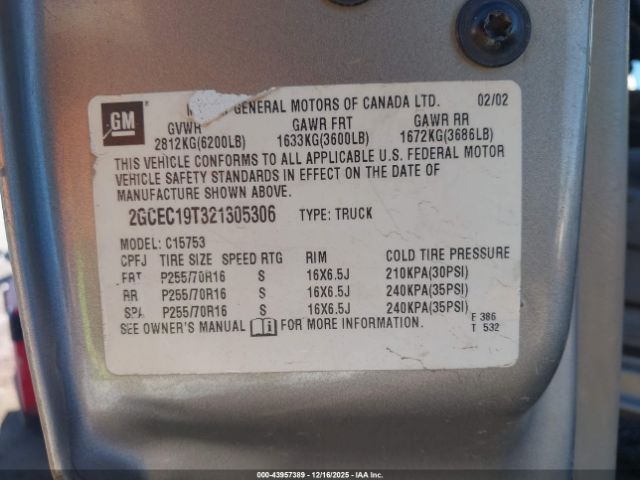 GM
GENERAL MOTORS OF CANADA LTD. 02/02
GVWR GAWR FRT GAWR RR
2812KG(6200LB) 1633KG(3600LB) 1672KG(3686LB)
THIS VEHICLE CONFORMS TO ALL APPLICABLE U.S. FEDERAL MOTOR
VEHICLE SAFETY STANDARDS IN EFFECT ON THE DATE OF
MANUFACTURE SHOWN ABOVE.
2GCEC19T321305306 TYPE: TRUCK
MODEL: C15753
CPFJ TIRE SIZE SPEED RTG RIM COLD TIRE PRESSURE
FRT P255/70R16 S 16X6.5J 210KPA(30PSI)
RR P255/70R16 S 16X6.5J 240KPA(35PSI)
SPA P255/70R16 S 16X6.5J 240KPA(35PSI)
SEE OWNER'S MANUAL FOR MORE INFORMATION.
F 386
T 532
000-43957389 - 12/16/2025 - IAAI.COM